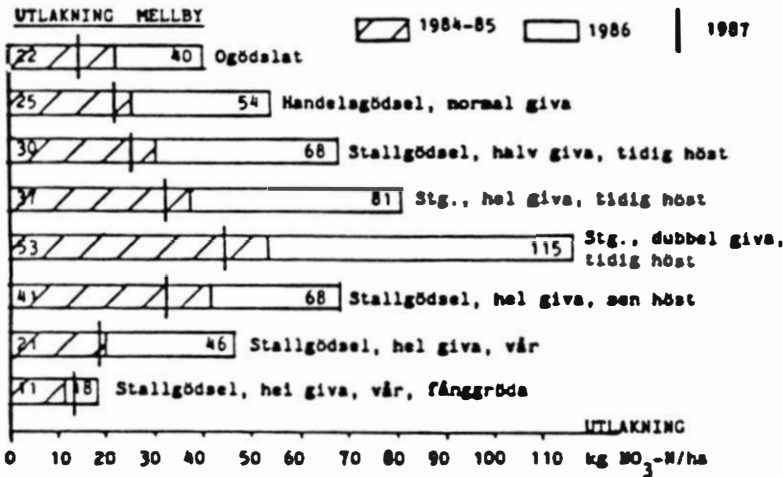 UTLAKNING MELLBY
1984-85 1986 1987
22 40 Ogödslat
25 54 Handelsgödsel, normal giva
30 68 Stallgödsel, halv giva, tidig höst
37 81 Stg., hel giva, tidig höst
53 115 Stg., dubbel giva,
tidig höst
41 68 Stallgödsel, hel giva, sen höst
21 46 Stallgödsel, hel giva, vår
11 18 Stallgödsel, hel giva, vår, fånggröda
UTLAKNING
0 10 20 30 40 50 60 70 80 90 100 110 kg NO3-N/ha